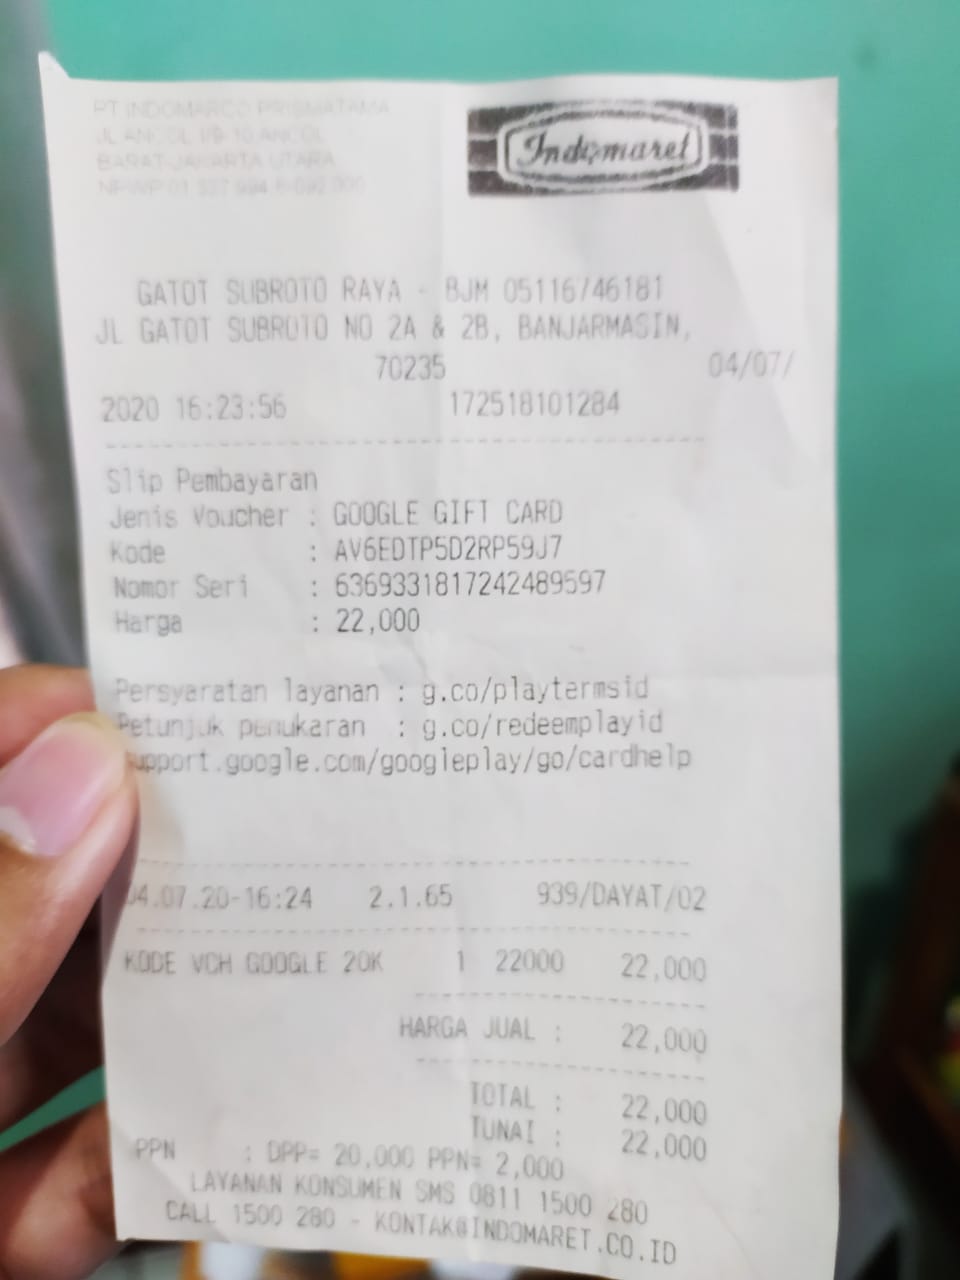 PT INDOMARCO PRISMATAMA
JL ANCOL I/9-10 ANCOL
BARAT-JAKARTA UTARA
NPWP 01 337 994 6-092 000
Indomaret
GATOT SUBROTO RAYA - BJM 05116746181
JL GATOT SUBROTO NO 2A & 2B, BANJARMASIN,
70235 04/07/
2020 16:23:56 172518101284
Slip Pembayaran
Jenis Voucher : GOOGLE GIFT CARD
Kode : AV6EDTP5D2RP59J7
Nomor Seri : 6369331817242489597
Harga : 22,000
Persyaratan layanan : g.co/playtermsid
Petunjuk penukaran : g.co/redeemplayid
support.google.com/googleplay/go/cardhelp
04.07.20-16:24 2.1.65 939/DAYAT/02
KODE VCH GOOGLE 20K 1 22000 22,000
HARGA JUAL : 22,000
TOTAL : 22,000
TUNAI : 22,000
PPN : DPP= 20,000 PPN= 2,000
LAYANAN KONSUMEN SMS 0811 1500 280
CALL 1500 280 - KONTAK@INDOMARET.CO.ID